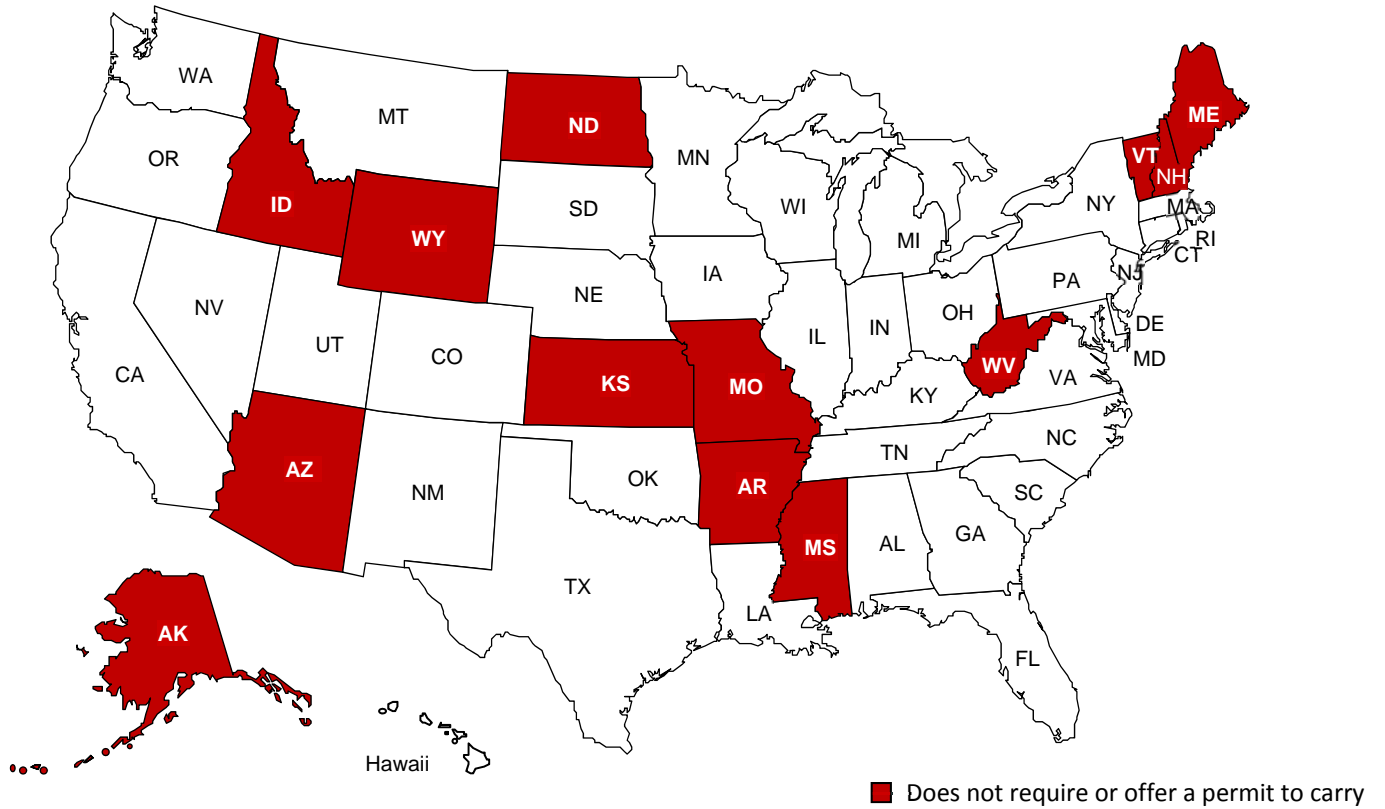 WA
MT
ND
ME
VT
NH
OR
MN
ID
SD
WI
NY
MA
WY
MI
RI
CT
IA
PA
NJ
NE
NV
OH
DE
UT
IL
IN
CO
MD
CA
KS
MO
WV
VA
KY
NC
TN
AZ
OK
NM
AR
SC
GA
MS
AL
TX
LA
AK
FL
Hawaii
Does not require or offer a permit to carry